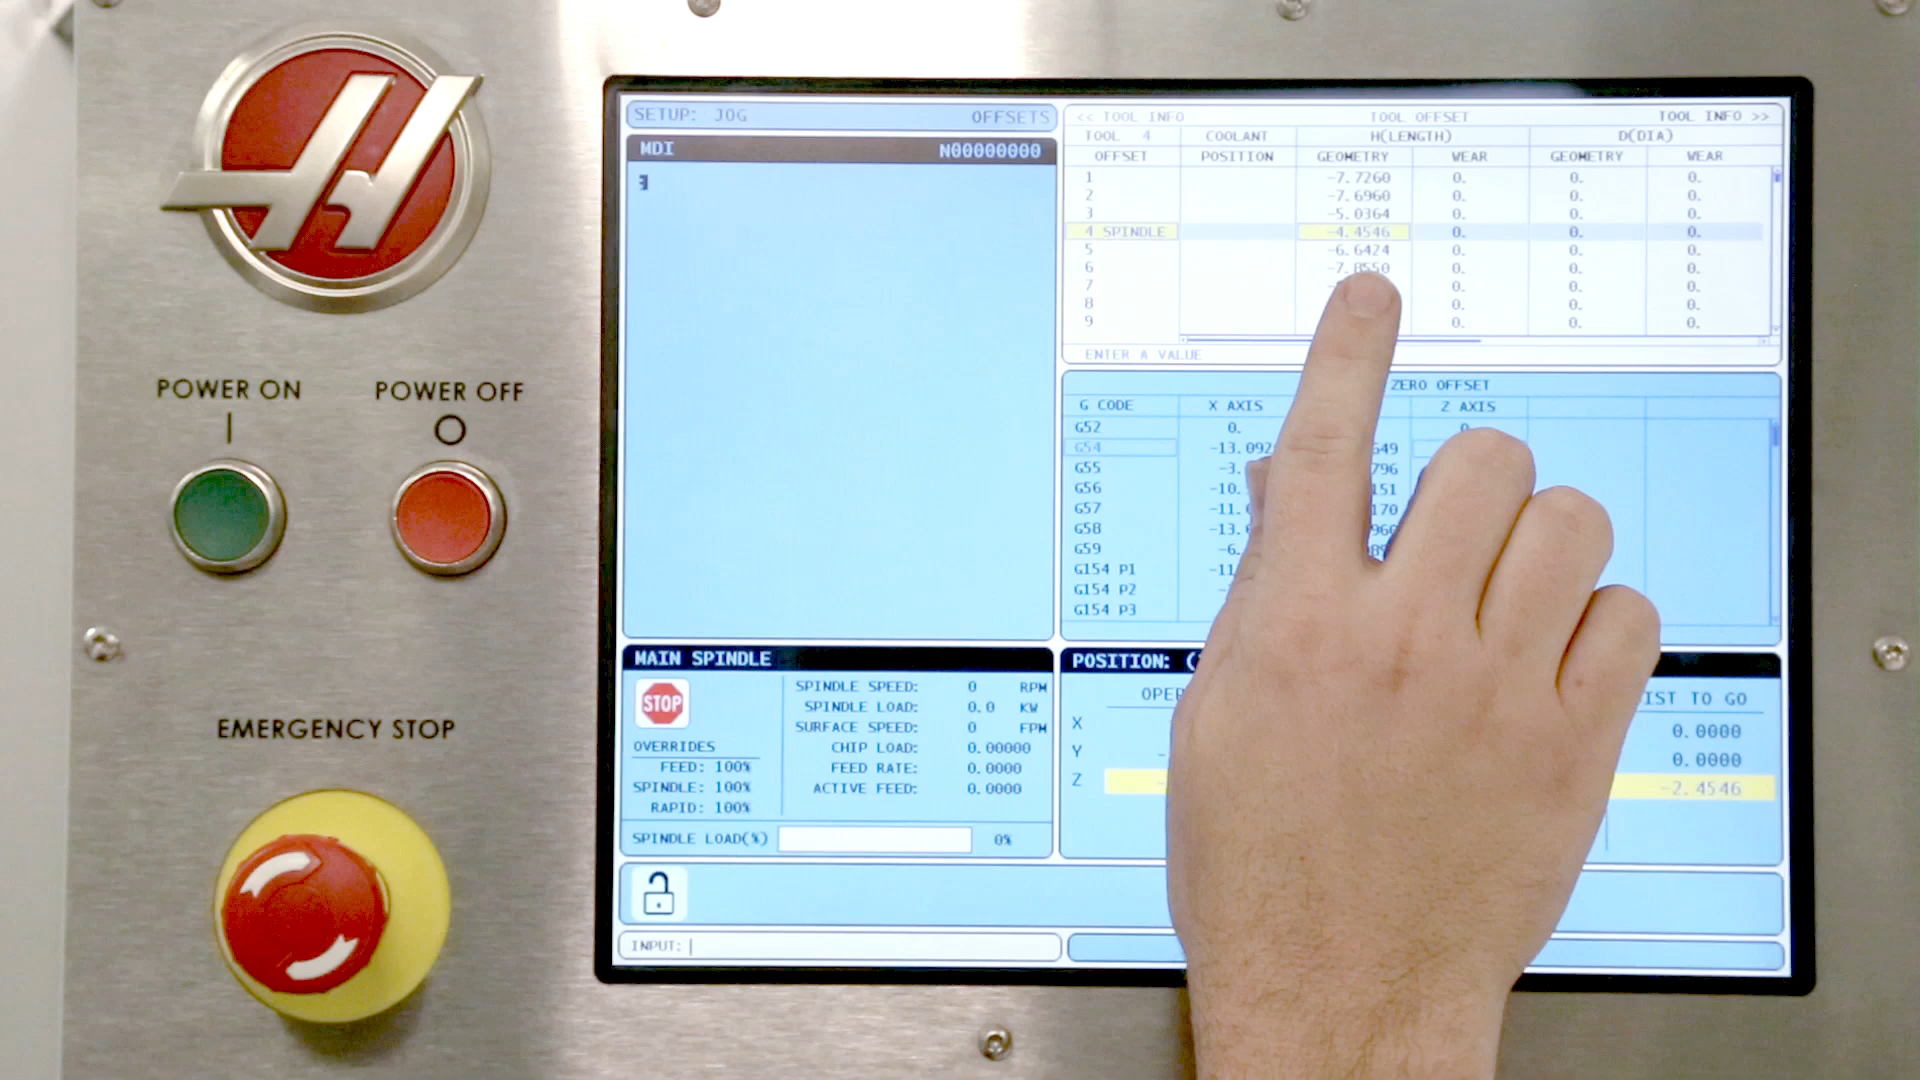 POWER ON
POWER OFF
EMERGENCY STOP
SETUP: JOG OFFSETS
MDI N00000000
<< TOOL INFO TOOL OFFSET TOOL INFO >>
TOOL 4 COOLANT H(LENGTH) D(DIA)
OFFSET POSITION GEOMETRY WEAR GEOMETRY WEAR
1 -7.7260 0. 0. 0.
2 -7.6960 0. 0. 0.
3 -5.0364 0. 0. 0.
4 SPINDLE -4.4546 0. 0. 0.
5 -6.6424 0. 0. 0.
6 -7.8550 0. 0. 0.
7 0. 0. 0.
8 0. 0. 0.
9 0. 0. 0.
ENTER A VALUE
ZERO OFFSET
G CODE X AXIS Z AXIS
G52 0. 0.
G54
G55
G56
G57
G58
G59
G154 P1
G154 P2
G154 P3
MAIN SPINDLE
STOP
SPINDLE SPEED: 0 RPM
SPINDLE LOAD: 0.0 KW
SURFACE SPEED: 0 FPM
CHIP LOAD: 0.00000
FEED RATE: 0.0000
ACTIVE FEED: 0.0000
OVERRIDES
FEED: 100%
SPINDLE: 100%
RAPID: 100%
SPINDLE LOAD(%) 0%
POSITION:
TO GO
X 0.0000
Y 0.0000
Z -2.4546
INPUT: